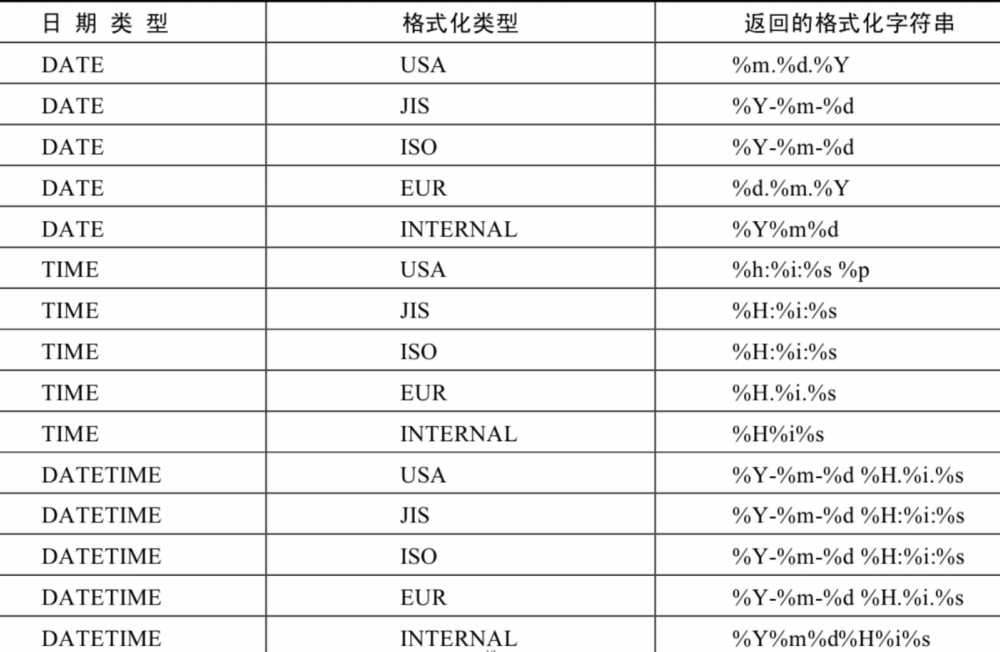 日 期 类 型 格式化类型 返回的格式化字符串
DATE USA %m.%d.%Y
DATE JIS %Y-%m-%d
DATE ISO %Y-%m-%d
DATE EUR %d.%m.%Y
DATE INTERNAL %Y%m%d
TIME USA %h:%i:%s %p
TIME JIS %H:%i:%s
TIME ISO %H:%i:%s
TIME EUR %H.%i.%s
TIME INTERNAL %H%i%s
DATETIME USA %Y-%m-%d %H.%i.%s
DATETIME JIS %Y-%m-%d %H:%i:%s
DATETIME ISO %Y-%m-%d %H:%i:%s
DATETIME EUR %Y-%m-%d %H.%i.%s
DATETIME INTERNAL %Y%m%d%H%i%s